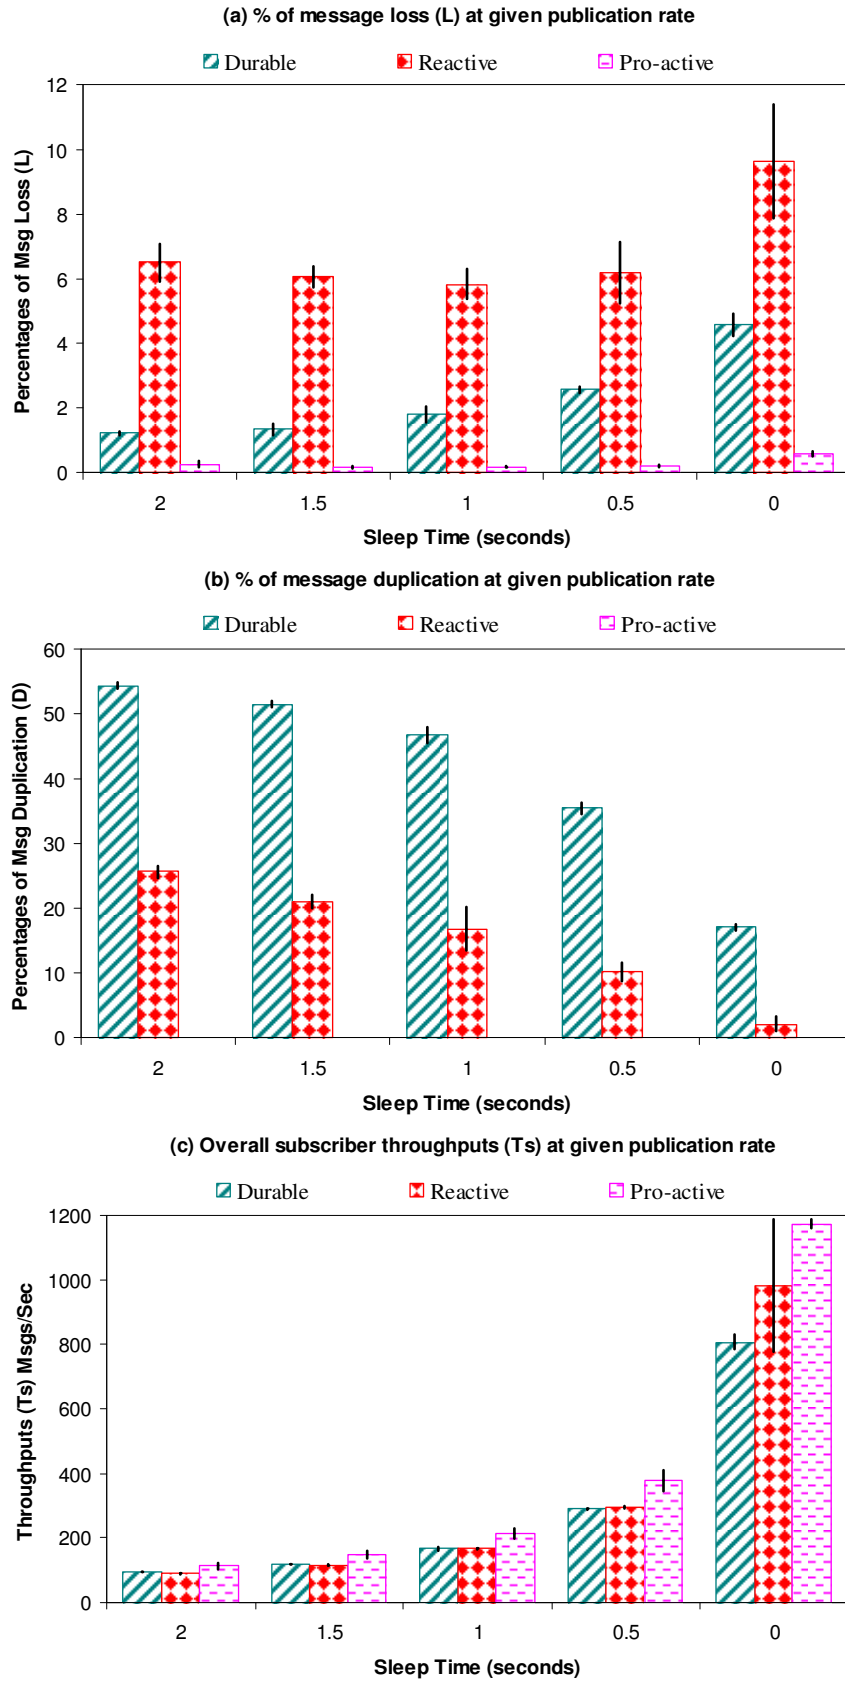 (a) % of message loss (L) at given publication rate
Durable Reactive Pro-active
12
10
8
6
4
2
0
Percentages of Msg Loss (L)
2 1.5 1 0.5 0
Sleep Time (seconds)
(b) % of message duplication at given publication rate
Durable Reactive Pro-active
60
50
40
30
20
10
0
Percentages of Msg Duplication (D)
2 1.5 1 0.5 0
Sleep Time (seconds)
(c) Overall subscriber throughputs (Ts) at given publication rate
Durable Reactive Pro-active
1200
1000
800
600
400
200
0
Throughputs (Ts) Msgs/Sec
2 1.5 1 0.5 0
Sleep Time (seconds)